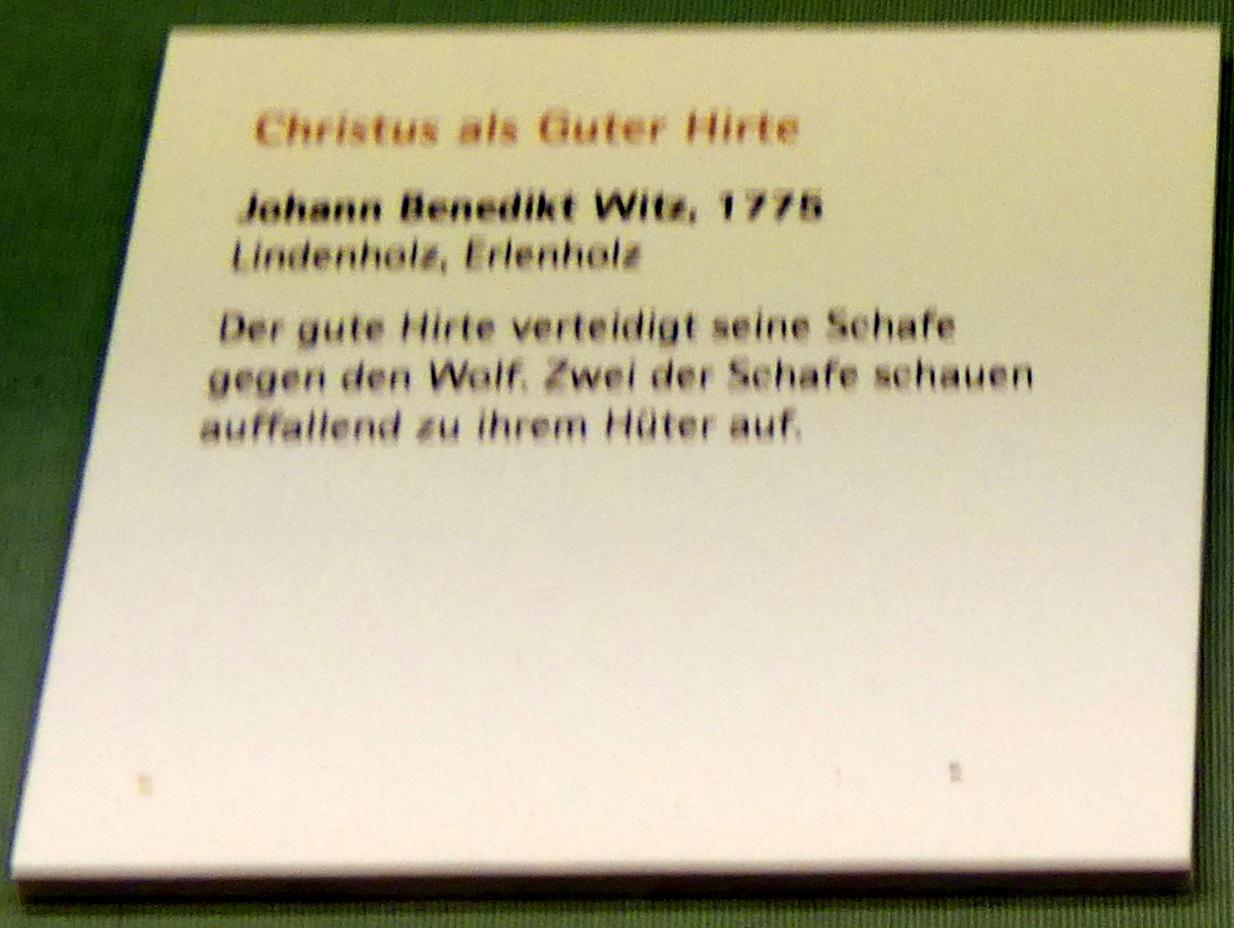 Christus als Guter Hirte
Johann Benedikt Witz, 1775
Lindenholz, Erlenholz
Der gute Hirte verteidigt seine Schafe
gegen den Wolf. Zwei der Schafe schauen
auffallend zu ihrem Hüter auf.